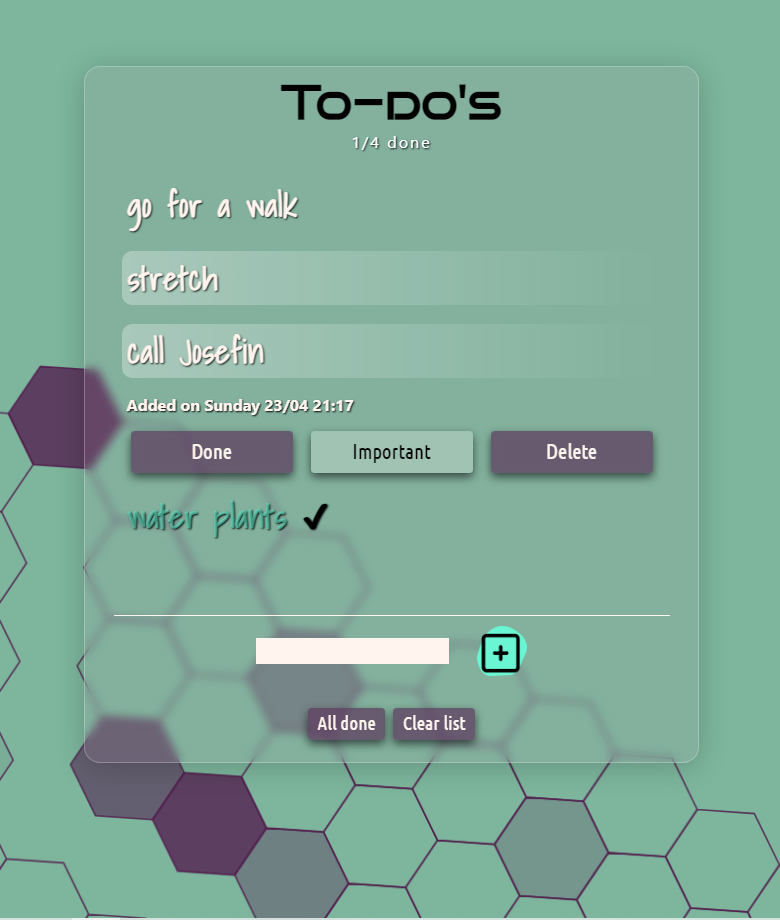 To-do's
1/4 done
go for a walk
stretch
call Josefin
Added on Sunday 23/04 21:17
Done Important Delete
water plants ✔
All done Clear list